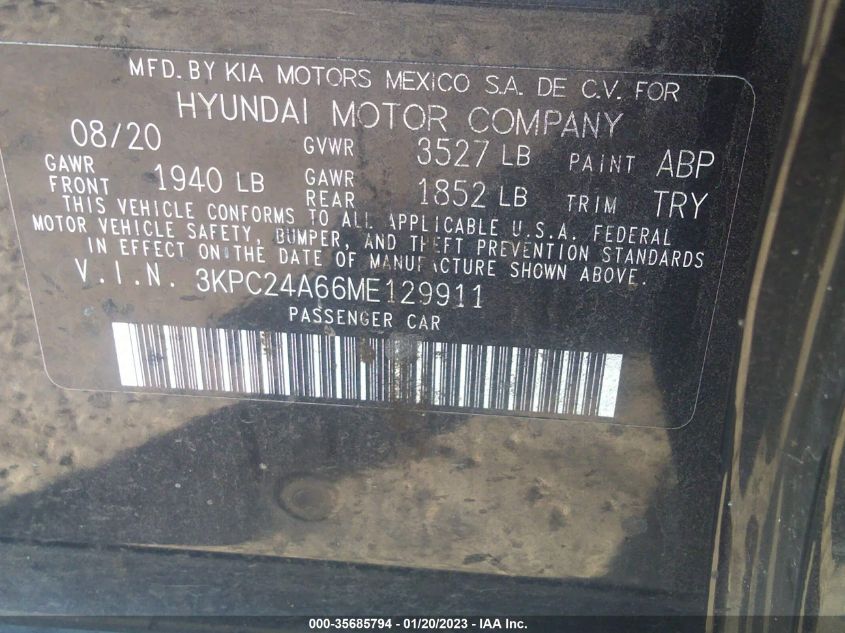 MFD. BY KIA MOTORS MEXICO S.A. DE C.V. FOR
HYUNDAI MOTOR COMPANY
08/20 GVWR 3527 LB PAINT ABP
GAWR FRONT 1940 LB GAWR REAR 1852 LB TRIM TRY
THIS VEHICLE CONFORMS TO ALL APPLICABLE U.S.A. FEDERAL
MOTOR VEHICLE SAFETY, BUMPER, AND THEFT PREVENTION STANDARDS
IN EFFECT ON THE DATE OF MANUFACTURE SHOWN ABOVE.
V.I.N. 3KPC24A66ME129911
PASSENGER CAR
000-35685794 - 01/20/2023 - IAA Inc.